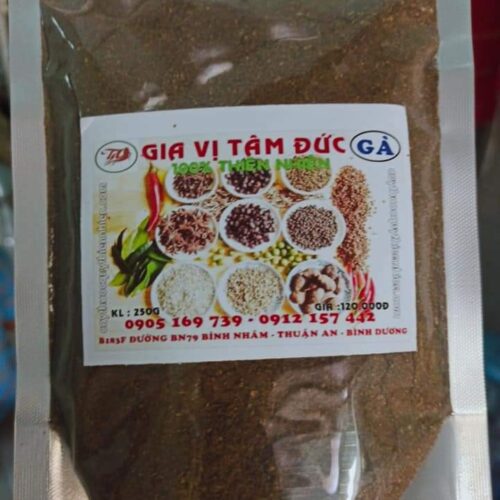 GIA VỊ TÂM ĐỨC
GÀ
100% THIÊN NHIÊN
KL : 250G
GIÁ :120.000Đ
0905 169 739 - 0912 157 442
B183F ĐƯỜNG BN79 BÌNH NHÂM - THUẬN AN - BÌNH DƯƠNG